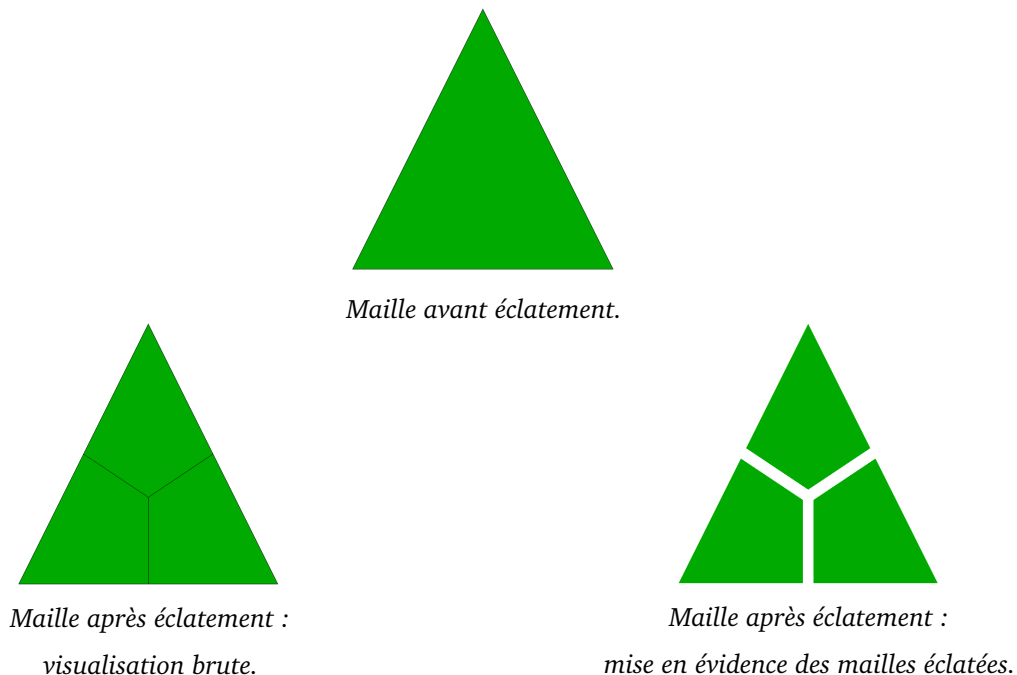 Maille avant éclatement.
Maille après éclatement :
visualisation brute.
Maille après éclatement :
mise en évidence des mailles éclatées.